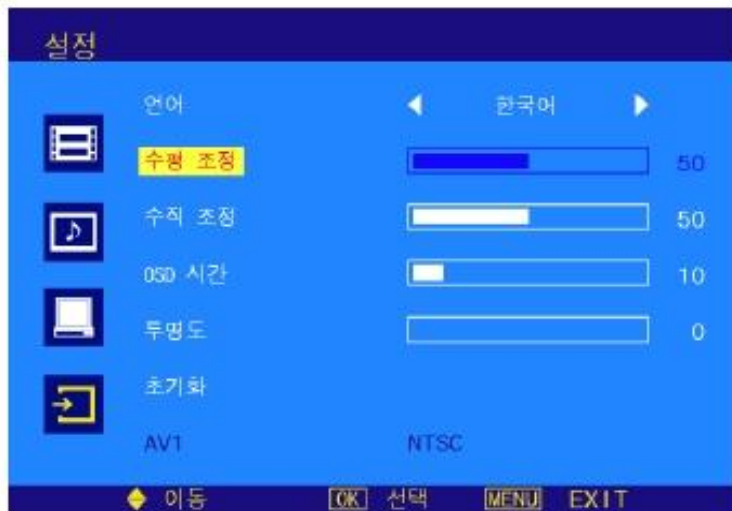 설정
언어 한국어
수평 조정 50
수직 조정 50
OSD 시간 10
투명도 0
초기화
AV1 NTSC
이동 OK 선택 MENU EXIT